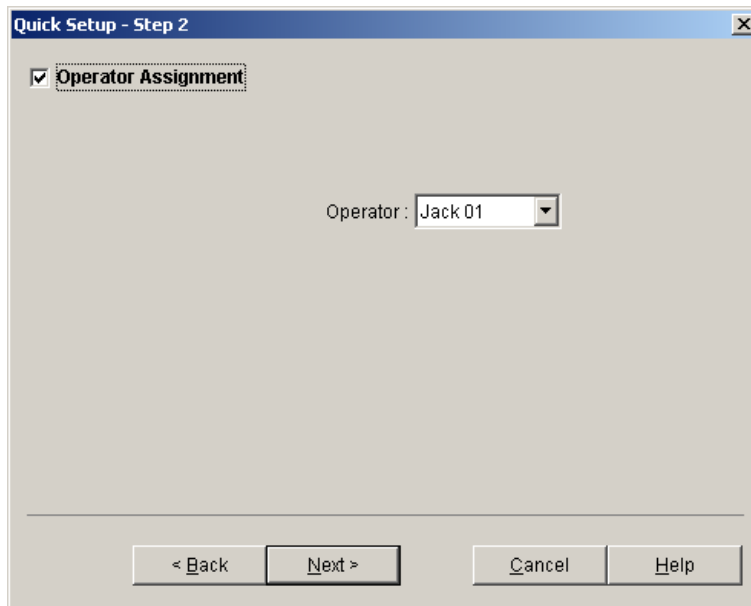 Quick Setup - Step 2
Operator Assignment
Operator : Jack 01
< Back Next > Cancel Help